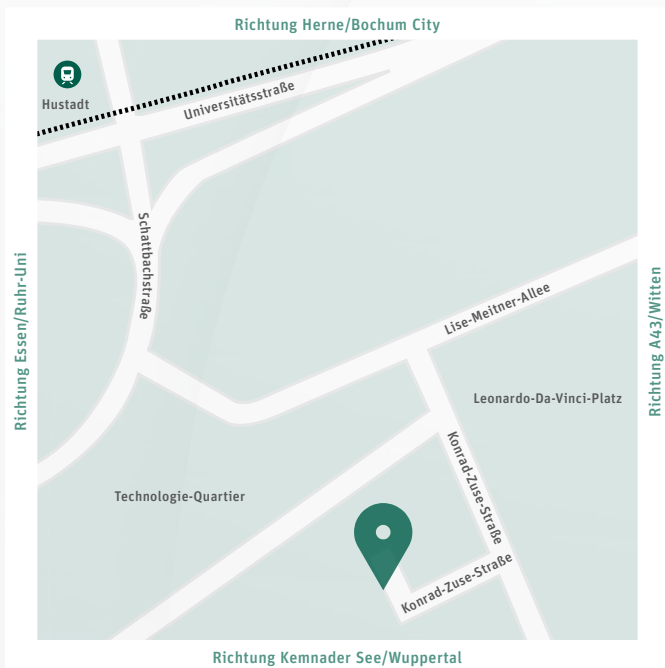 Richtung Herne/Bochum City
Hustadt
Universitätsstraße
Schattbachstraße
Richtung Essen/Ruhr-Uni
Richtung A43/Witten
Lise-Meitner-Allee
Leonardo-Da-Vinci-Platz
Konrad-Zuse-Straße
Technologie-Quartier
Konrad-Zuse-Straße
Richtung Kemnader See/Wuppertal